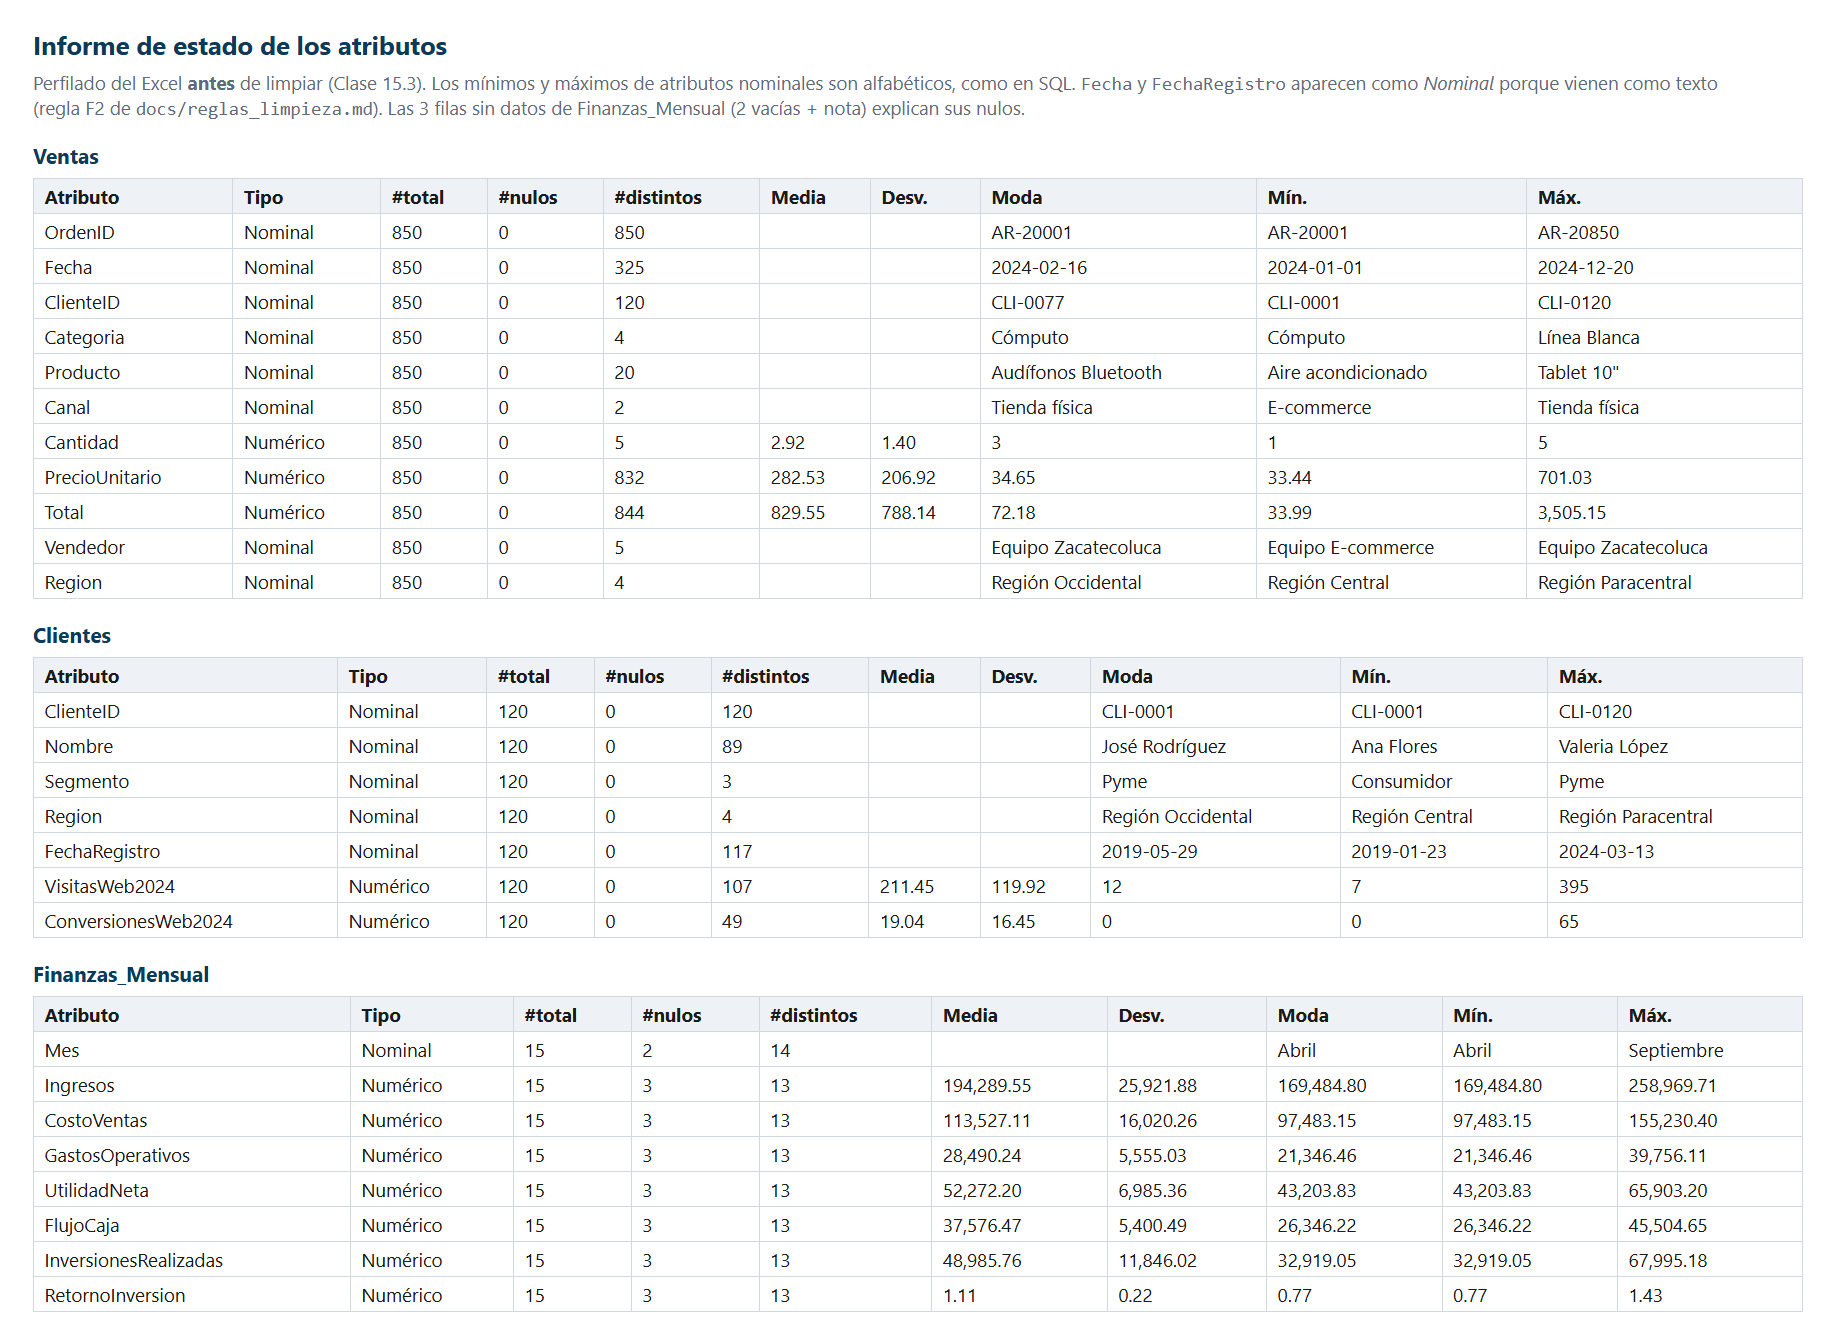 Informe de estado de los atributos
Perfilado del Excel antes de limpiar (Clase 15.3). Los mínimos y máximos de atributos nominales son alfabéticos, como en SQL. Fecha y FechaRegistro aparecen como Nominal porque vienen como texto
(regla F2 de docs/reglas_limpieza.md). Las 3 filas sin datos de Finanzas_Mensual (2 vacías + nota) explican sus nulos.
Ventas
Atributo Tipo #total #nulos #distintos Media Desv. Moda Mín. Máx.
OrdenID Nominal 850 0 850 AR-20001 AR-20001 AR-20850
Fecha Nominal 850 0 325 2024-02-16 2024-01-01 2024-12-20
ClienteID Nominal 850 0 120 CLI-0077 CLI-0001 CLI-0120
Categoria Nominal 850 0 4 Cómputo Cómputo Línea Blanca
Producto Nominal 850 0 20 Audífonos Bluetooth Aire acondicionado Tablet 10"
Canal Nominal 850 0 2 Tienda física E-commerce Tienda física
Cantidad Numérico 850 0 5 2.92 1.40 3 1 5
PrecioUnitario Numérico 850 0 832 282.53 206.92 34.65 33.44 701.03
Total Numérico 850 0 844 829.55 788.14 72.18 33.99 3,505.15
Vendedor Nominal 850 0 5 Equipo Zacatecoluca Equipo E-commerce Equipo Zacatecoluca
Region Nominal 850 0 4 Región Occidental Región Central Región Paracentral
Clientes
Atributo Tipo #total #nulos #distintos Media Desv. Moda Mín. Máx.
ClienteID Nominal 120 0 120 CLI-0001 CLI-0001 CLI-0120
Nombre Nominal 120 0 89 José Rodríguez Ana Flores Valeria López
Segmento Nominal 120 0 3 Pyme Consumidor Pyme
Region Nominal 120 0 4 Región Occidental Región Central Región Paracentral
FechaRegistro Nominal 120 0 117 2019-05-29 2019-01-23 2024-03-13
VisitasWeb2024 Numérico 120 0 107 211.45 119.92 12 7 395
ConversionesWeb2024 Numérico 120 0 49 19.04 16.45 0 0 65
Finanzas_Mensual
Atributo Tipo #total #nulos #distintos Media Desv. Moda Mín. Máx.
Mes Nominal 15 2 14 Abril Abril Septiembre
Ingresos Numérico 15 3 13 194,289.55 25,921.88 169,484.80 169,484.80 258,969.71
CostoVentas Numérico 15 3 13 113,527.11 16,020.26 97,483.15 97,483.15 155,230.40
GastosOperativos Numérico 15 3 13 28,490.24 5,555.03 21,346.46 21,346.46 39,756.11
UtilidadNeta Numérico 15 3 13 52,272.20 6,985.36 43,203.83 43,203.83 65,903.20
FlujoCaja Numérico 15 3 13 37,576.47 5,400.49 26,346.22 26,346.22 45,504.65
InversionesRealizadas Numérico 15 3 13 48,985.76 11,846.02 32,919.05 32,919.05 67,995.18
RetornoInversion Numérico 15 3 13 1.11 0.22 0.77 0.77 1.43